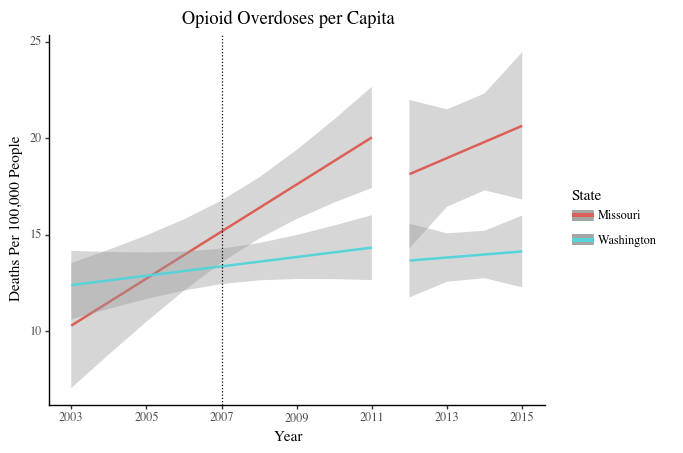 Opioid Overdoses per Capita
Deaths Per 100,000 People
25
20
15
10
2003 2005 2007 2009 2011 2013 2015
Year
State
Missouri
Washington